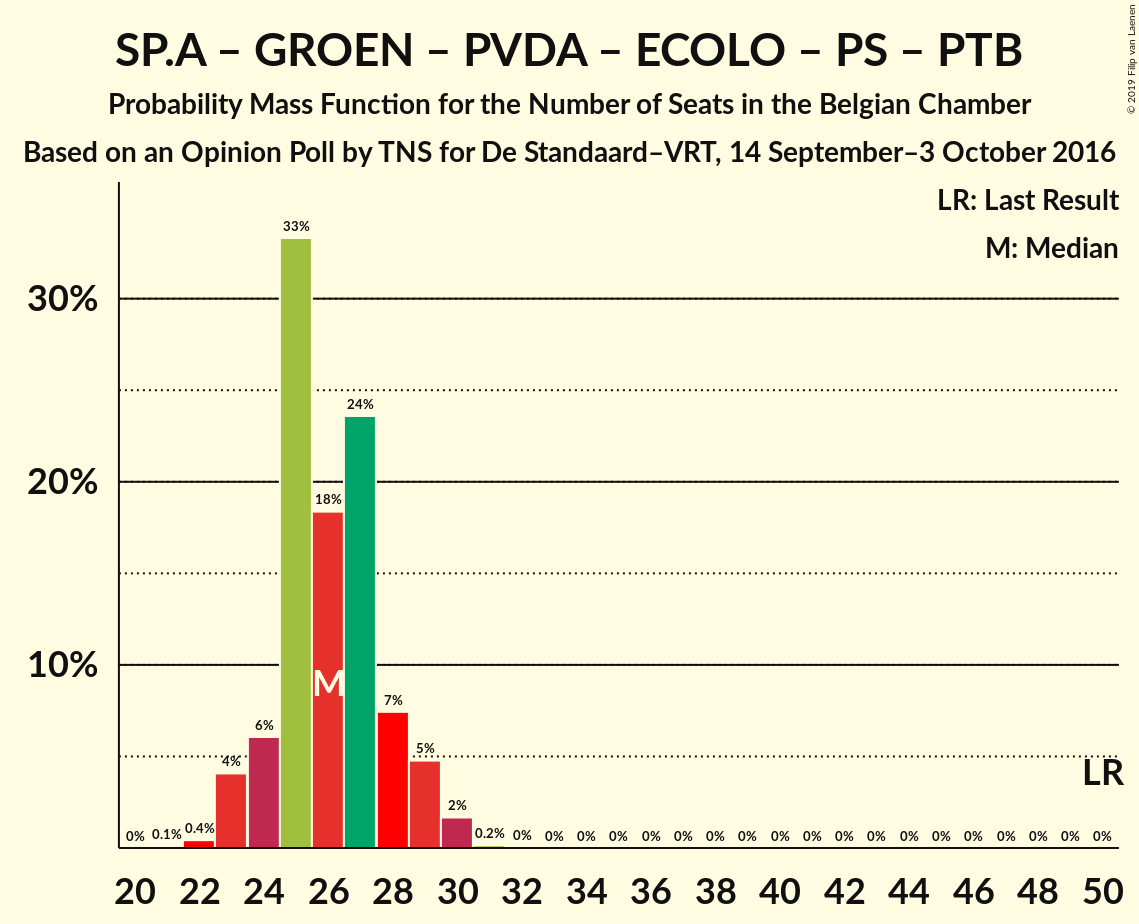 SP.A – GROEN – PVDA – ECOLO – PS – PTB
Probability Mass Function for the Number of Seats in the Belgian Chamber
Based on an Opinion Poll by TNS for De Standaard–VRT, 14 September–3 October 2016
© 2019 Filip van Laenen
LR: Last Result
M: Median
30%
20%
10%
0% 0.1% 0.4% 4% 6% 33% 18% 24% 7% 5% 2% 0.2% 0% 0% 0% 0% 0% 0% 0% 0% 0% 0% 0% 0% 0% 0% 0% 0% 0% 0% 0%
M
LR
20 22 24 26 28 30 32 34 36 38 40 42 44 46 48 50